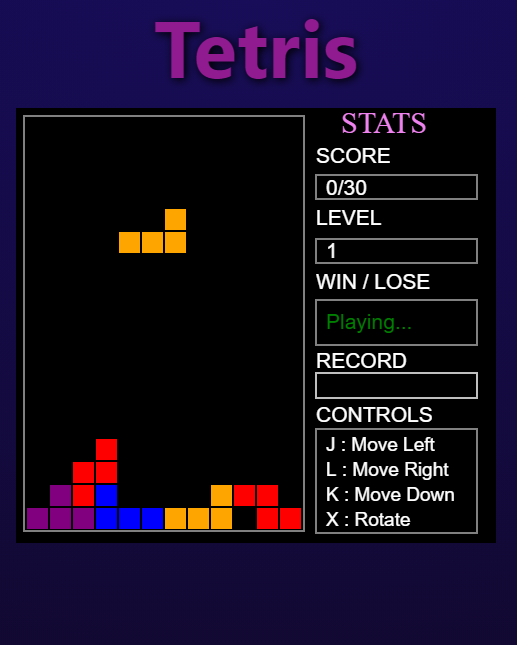 Tetris
STATS
SCORE
0/30
LEVEL
1
WIN / LOSE
Playing...
RECORD
CONTROLS
J : Move Left
L : Move Right
K : Move Down
X : Rotate